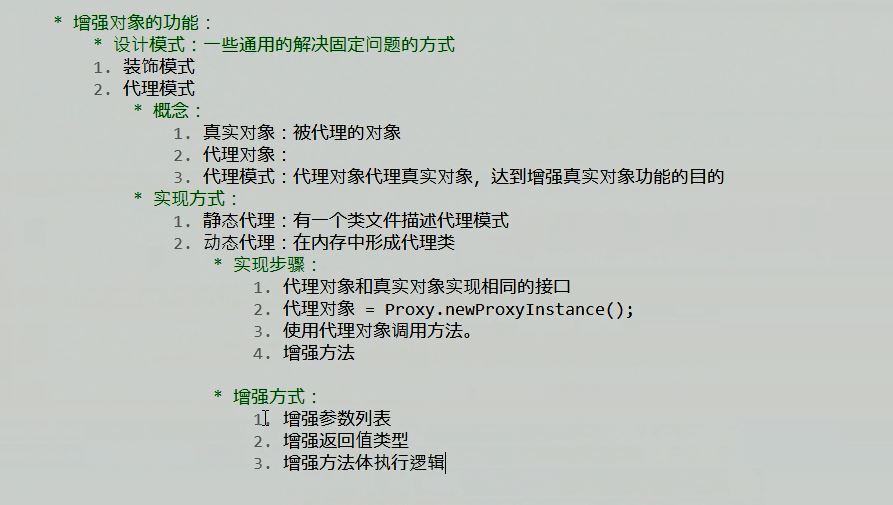 * 增强对象的功能：
* 设计模式：一些通用的解决固定问题的方式
1. 装饰模式
2. 代理模式
* 概念：
1. 真实对象：被代理的对象
2. 代理对象：
3. 代理模式：代理对象代理真实对象，达到增强真实对象功能的目的
* 实现方式：
1. 静态代理：有一个类文件描述代理模式
2. 动态代理：在内存中形成代理类
* 实现步骤：
1. 代理对象和真实对象实现相同的接口
2. 代理对象 = Proxy.newProxyInstance();
3. 使用代理对象调用方法。
4. 增强方法
* 增强方式：
1. 增强参数列表
2. 增强返回值类型
3. 增强方法体执行逻辑